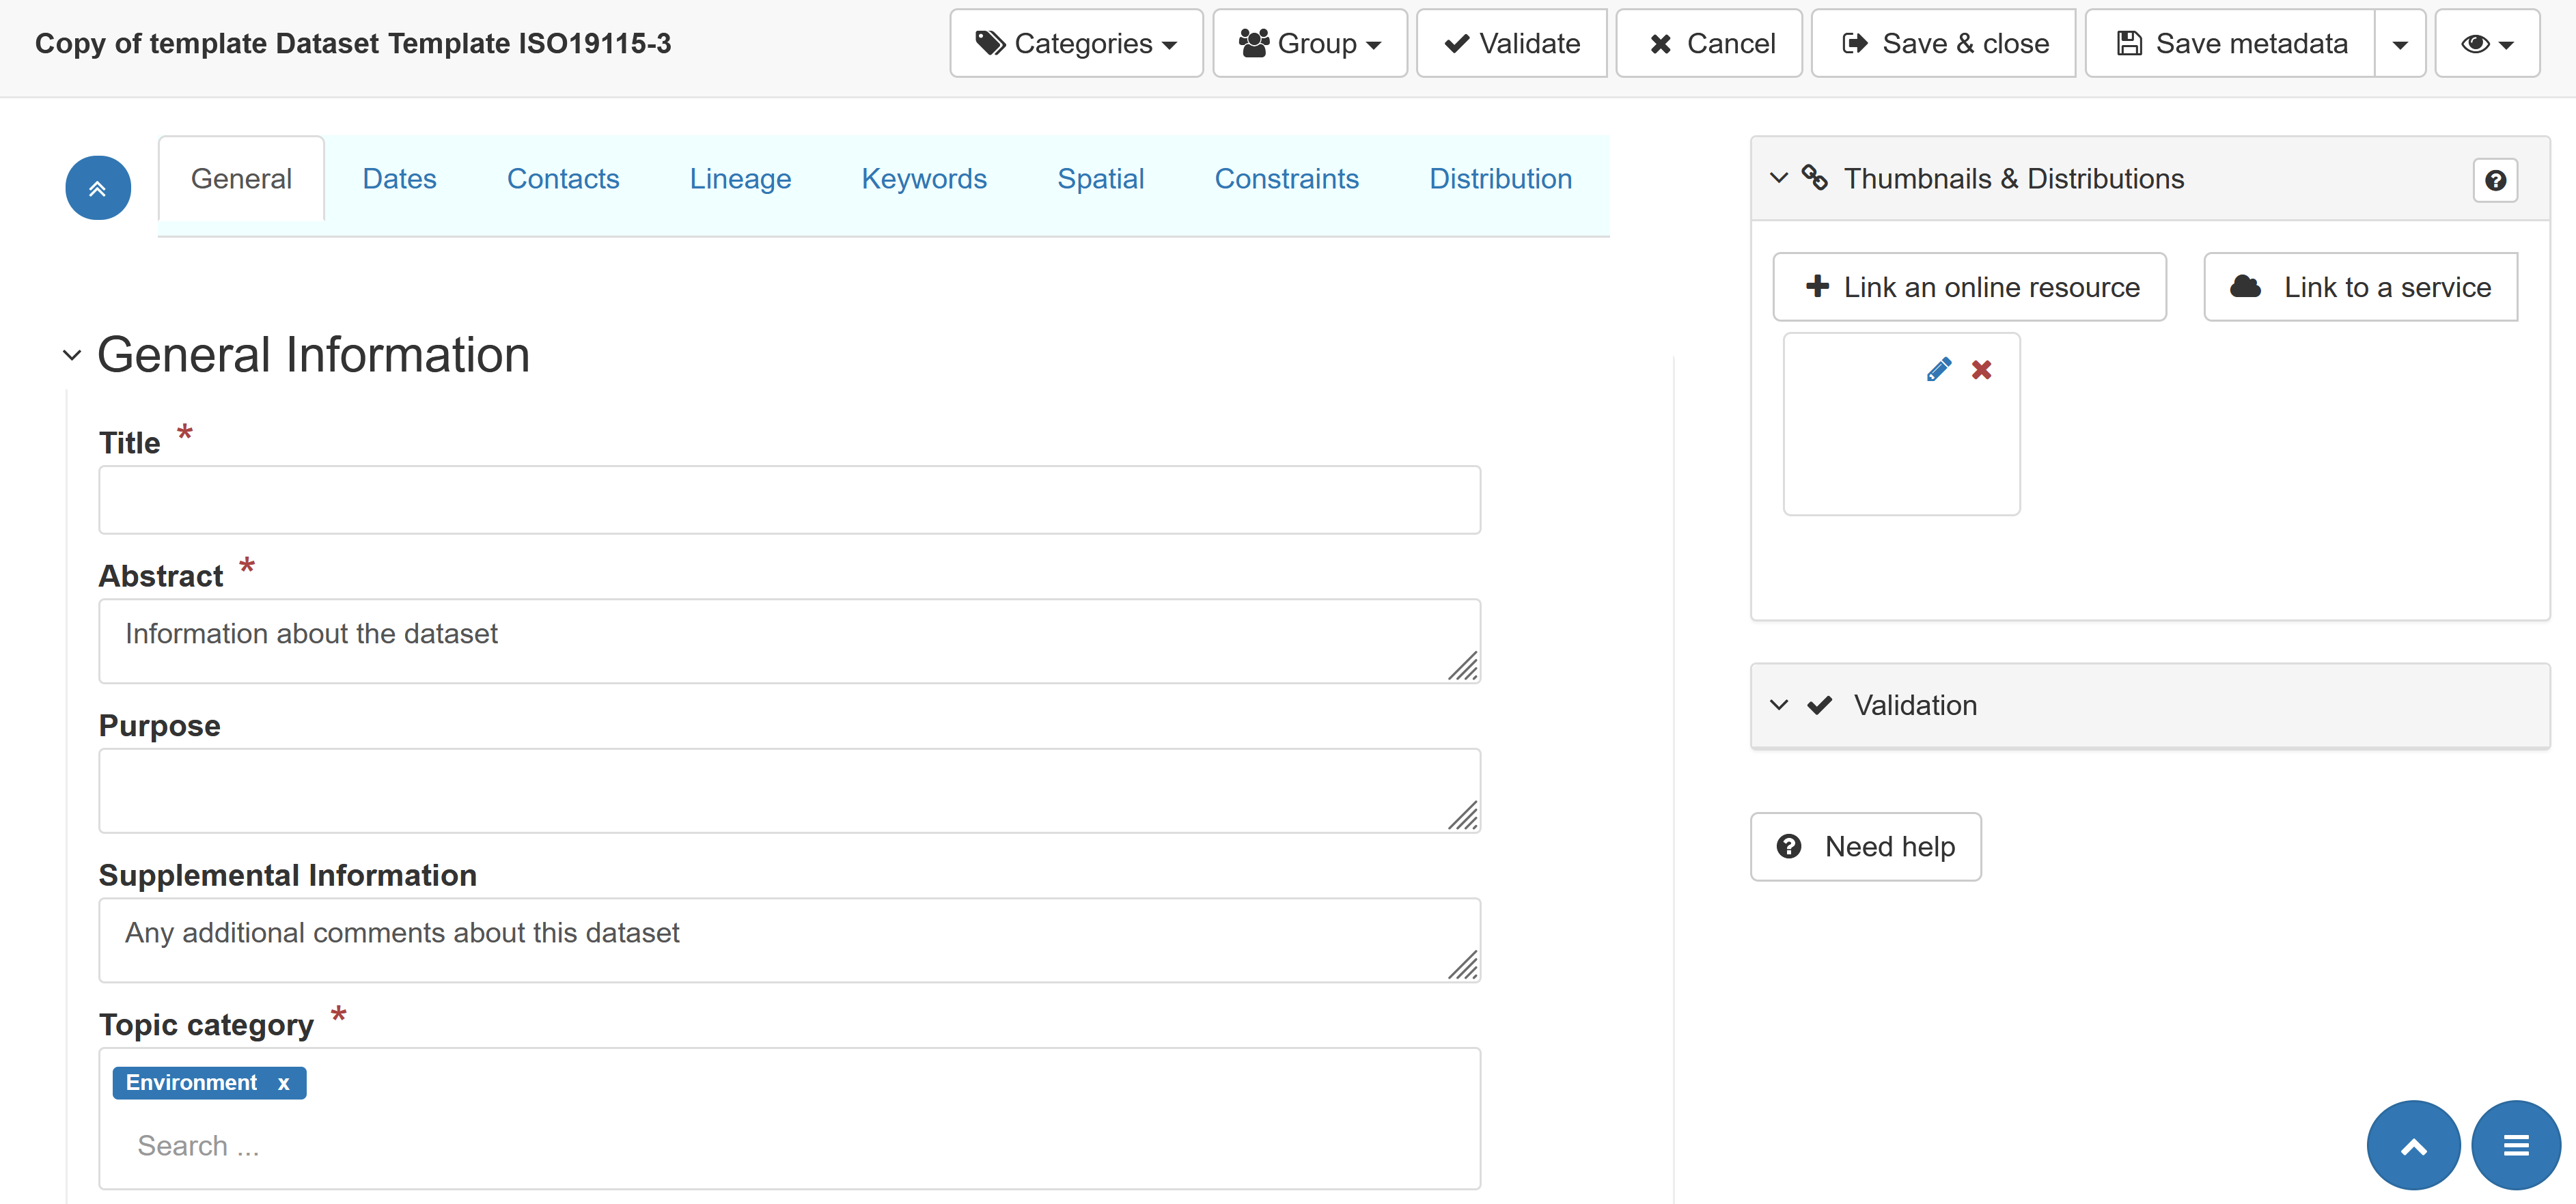 Copy of template Dataset Template ISO19115-3
Categories
Group
Validate
Cancel
Save & close
Save metadata
General
Dates
Contacts
Lineage
Keywords
Spatial
Constraints
Distribution
General Information
Title *
Abstract *
Information about the dataset
Purpose
Supplemental Information
Any additional comments about this dataset
Topic category *
Environment x
Search ...
Thumbnails & Distributions
Link an online resource
Link to a service
Validation
Need help